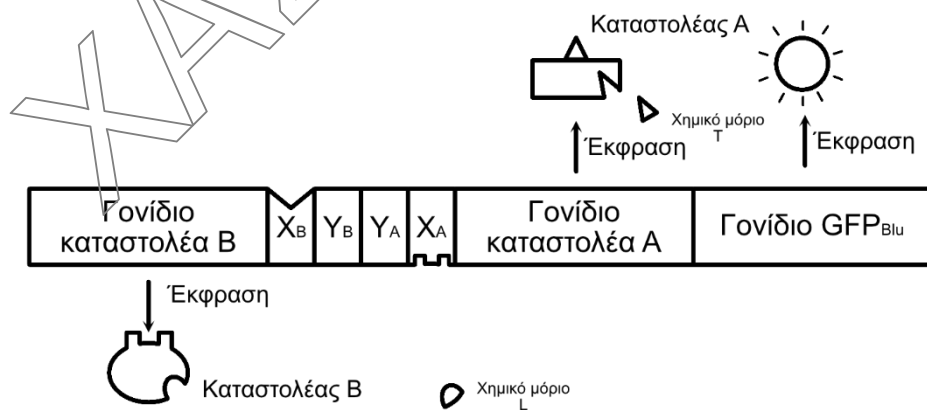 Καταστολέας Α
Χημικό μόριο
Τ
Έκφραση
Έκφραση
Γονίδιο
καταστολέα Β
XB
YB
YA
XA
Γονίδιο
καταστολέα Α
Γονίδιο GFPBlu
Έκφραση
Καταστολέας Β
Χημικό μόριο
L